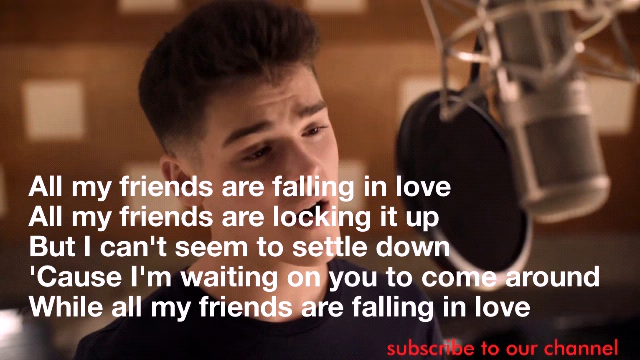 All my friends are falling in love
All my friends are locking it up
But I can't seem to settle down
'Cause I'm waiting on you to come around
While all my friends are falling in love
subscribe to our channel